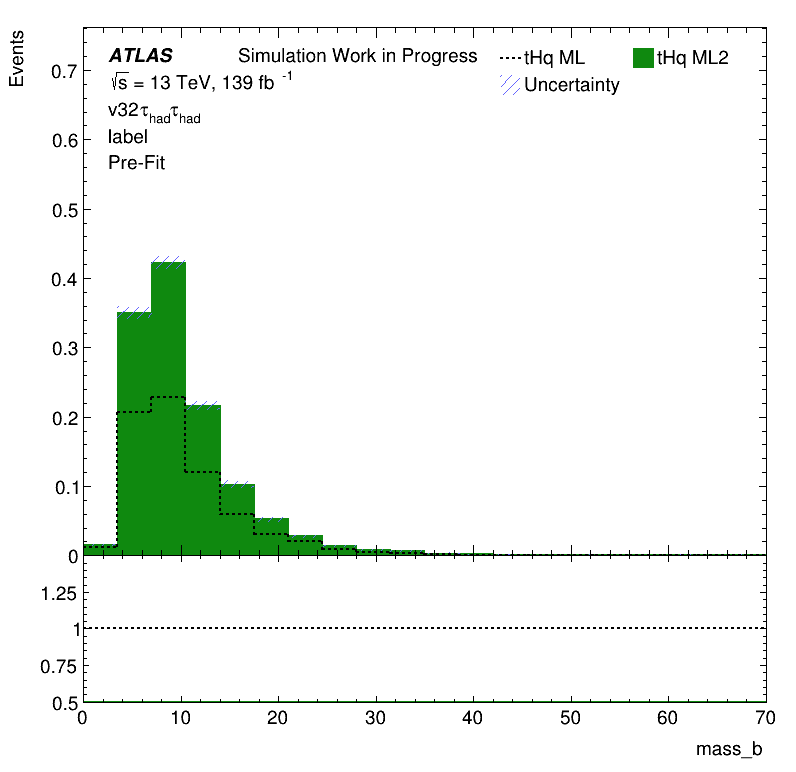 Events
ATLAS Simulation Work in Progress
√s = 13 TeV, 139 fb⁻¹
v32τhadτhad
label
Pre-Fit
tHq ML tHq ML2
Uncertainty
0.7
0.6
0.5
0.4
0.3
0.2
0.1
0
1.25
1
0.75
0.5
0 10 20 30 40 50 60 70
mass_b